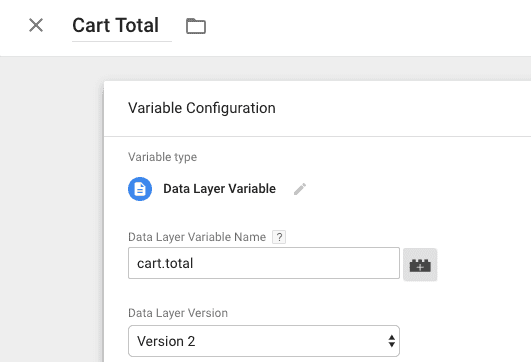 Cart Total
Variable Configuration
Variable type
Data Layer Variable
Data Layer Variable Name ?
cart.total
Data Layer Version
Version 2